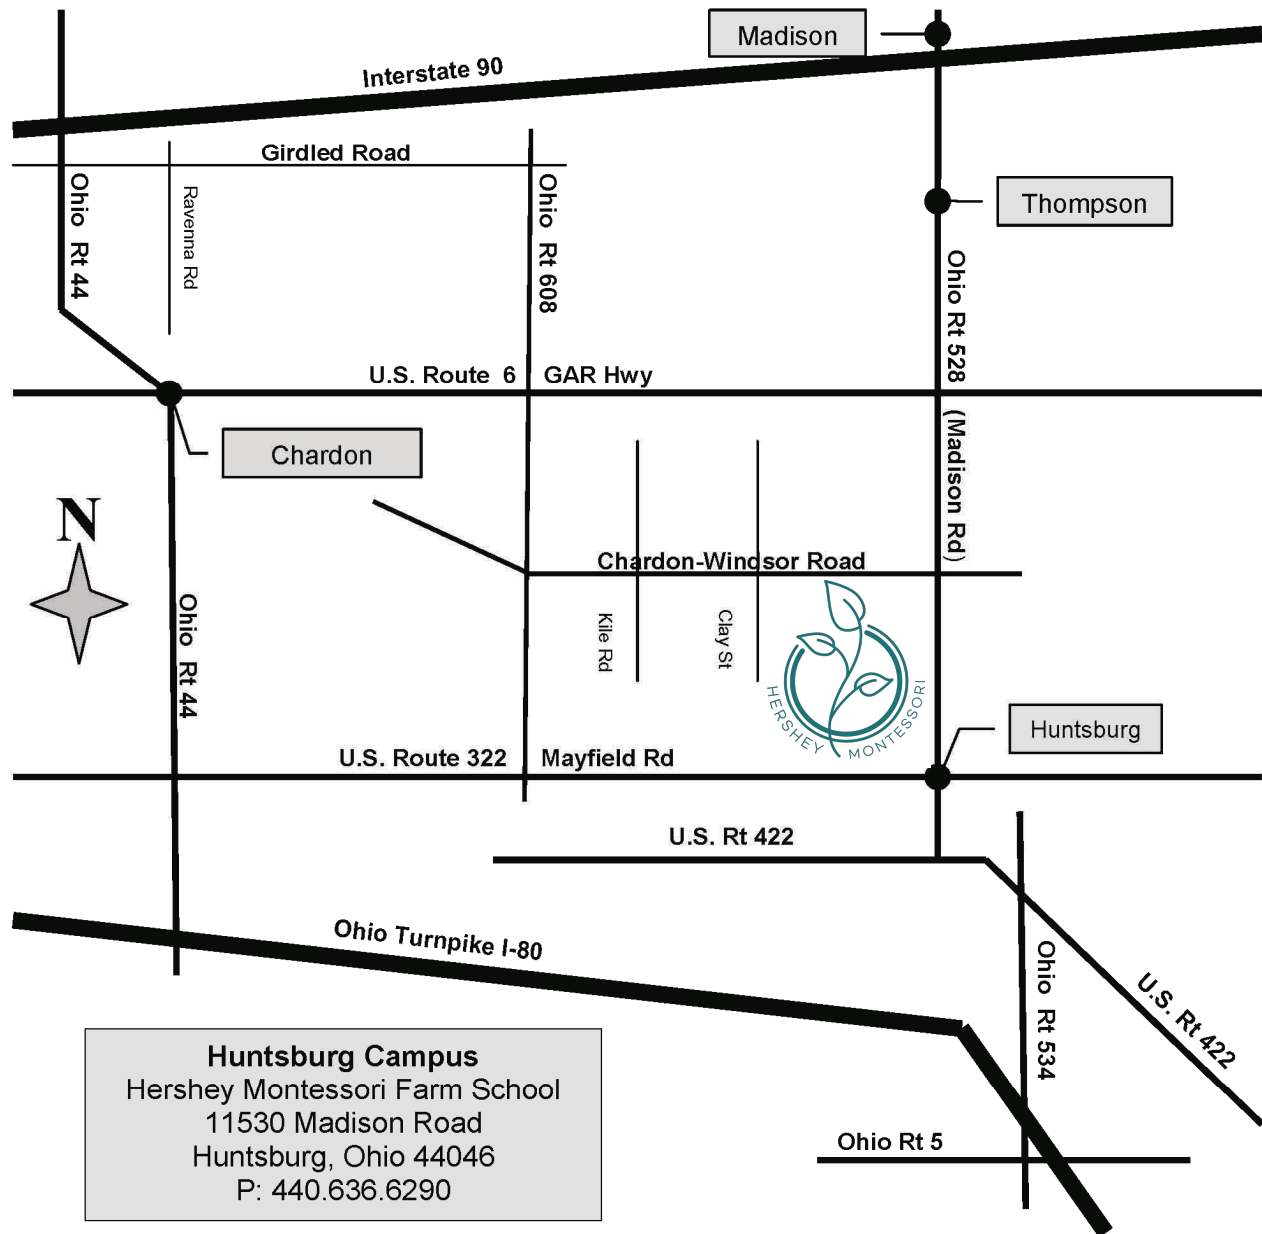 Madison
Interstate 90
Girdled Road
Ohio Rt 44
Ravenna Rd
Ohio Rt 608
Thompson
Ohio Rt 528
(Madison Rd)
U.S. Route 6 GAR Hwy
Chardon
N
Chardon-Windsor Road
Ohio Rt 44
Kile Rd
Clay St
HERSHEY MONTESSORI
Huntsburg
U.S. Route 322 Mayfield Rd
U.S. Rt 422
Ohio Turnpike I-80
Ohio Rt 534
U.S. Rt 422
Ohio Rt 5
Huntsburg Campus
Hershey Montessori Farm School
11530 Madison Road
Huntsburg, Ohio 44046
P: 440.636.6290